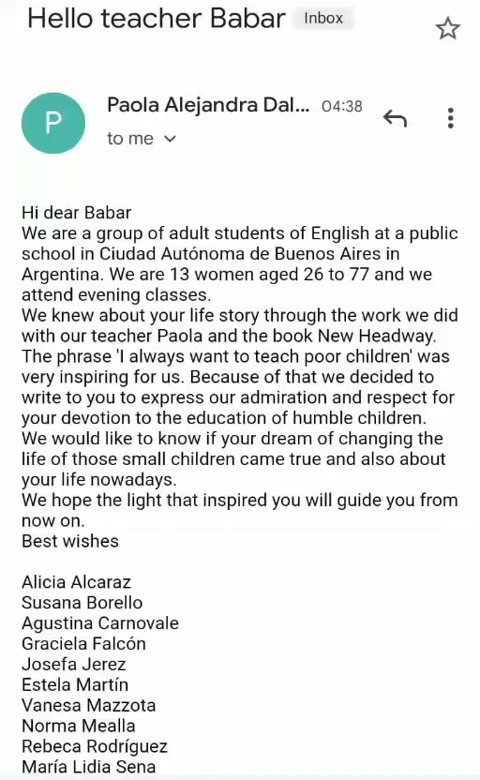 Hello teacher Babar Inbox
P
Paola Alejandra Dal... 04:38
to me
Hi dear Babar
We are a group of adult students of English at a public
school in Ciudad Autónoma de Buenos Aires in
Argentina. We are 13 women aged 26 to 77 and we
attend evening classes.
We knew about your life story through the work we did
with our teacher Paola and the book New Headway.
The phrase 'I always want to teach poor children' was
very inspiring for us. Because of that we decided to
write to you to express our admiration and respect for
your devotion to the education of humble children.
We would like to know if your dream of changing the
life of those small children came true and also about
your life nowadays.
We hope the light that inspired you will guide you from
now on.
Best wishes
Alicia Alcaraz
Susana Borello
Agustina Carnovale
Graciela Falcón
Josefa Jerez
Estela Martín
Vanesa Mazzota
Norma Mealla
Rebeca Rodríguez
María Lidia Sena